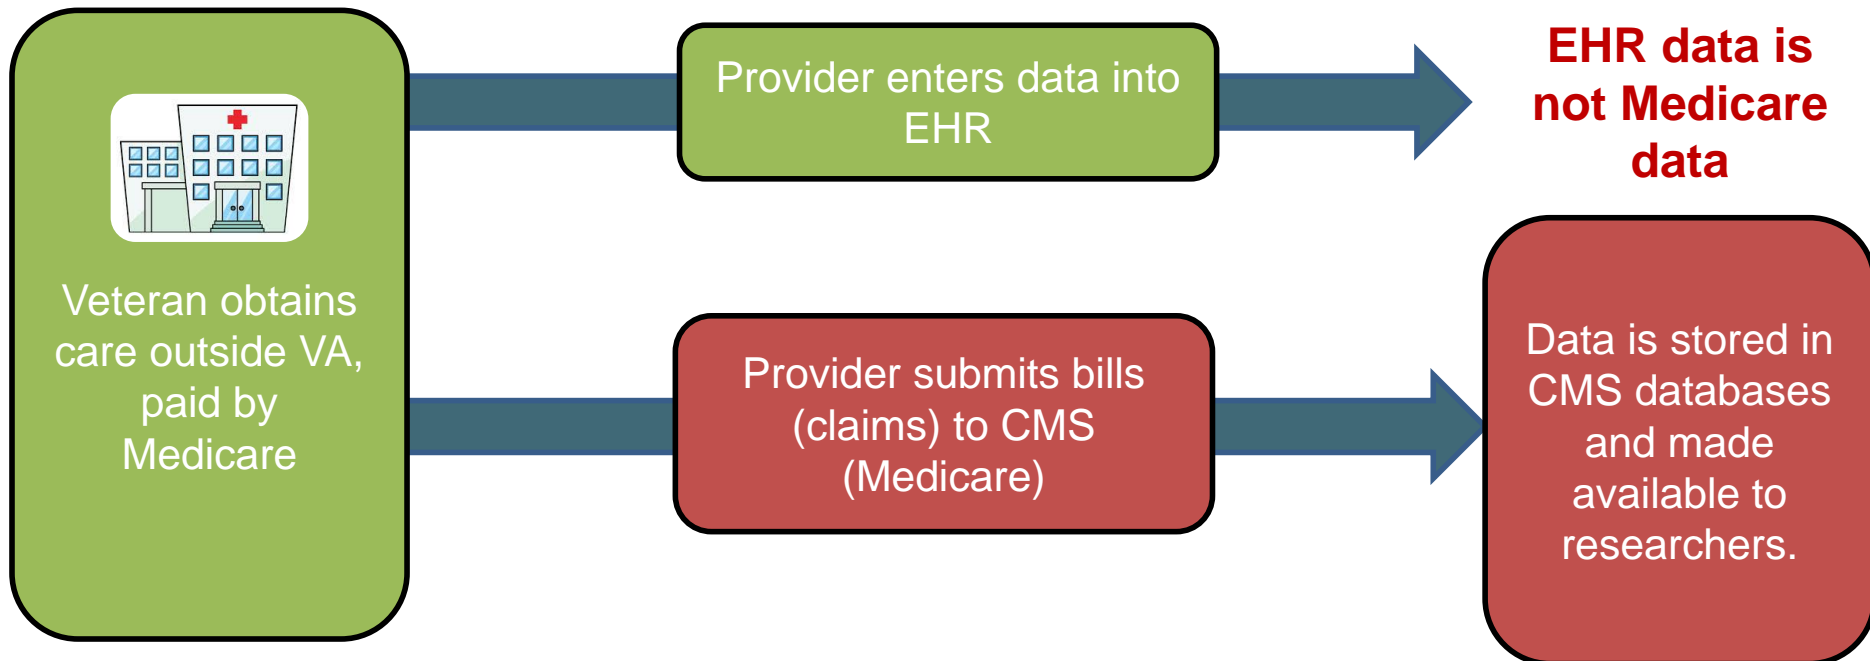 Veteran obtains
care outside VA,
paid by
Medicare
Provider enters data into
EHR
EHR data is
not Medicare
data
Provider submits bills
(claims) to CMS
(Medicare)
Data is stored in
CMS databases
and made
available to
researchers.